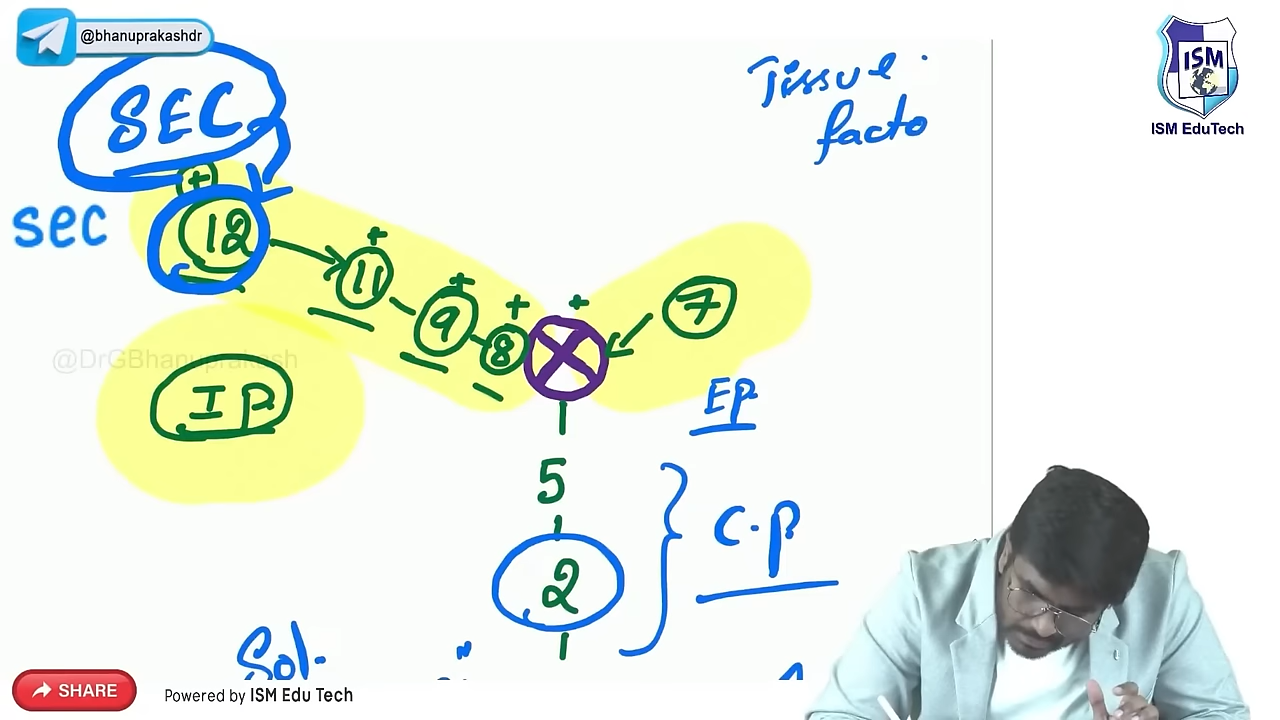 @bhanuprakashdr
SEC
Tissue
facto
ISM
ISM EduTech
+
sec
12
+
11
+
9
+
8
+
X
7
@DrGBhanuprakash
IP
EP
5
C.P
2
Sol.
SHARE
Powered by ISM Edu Tech